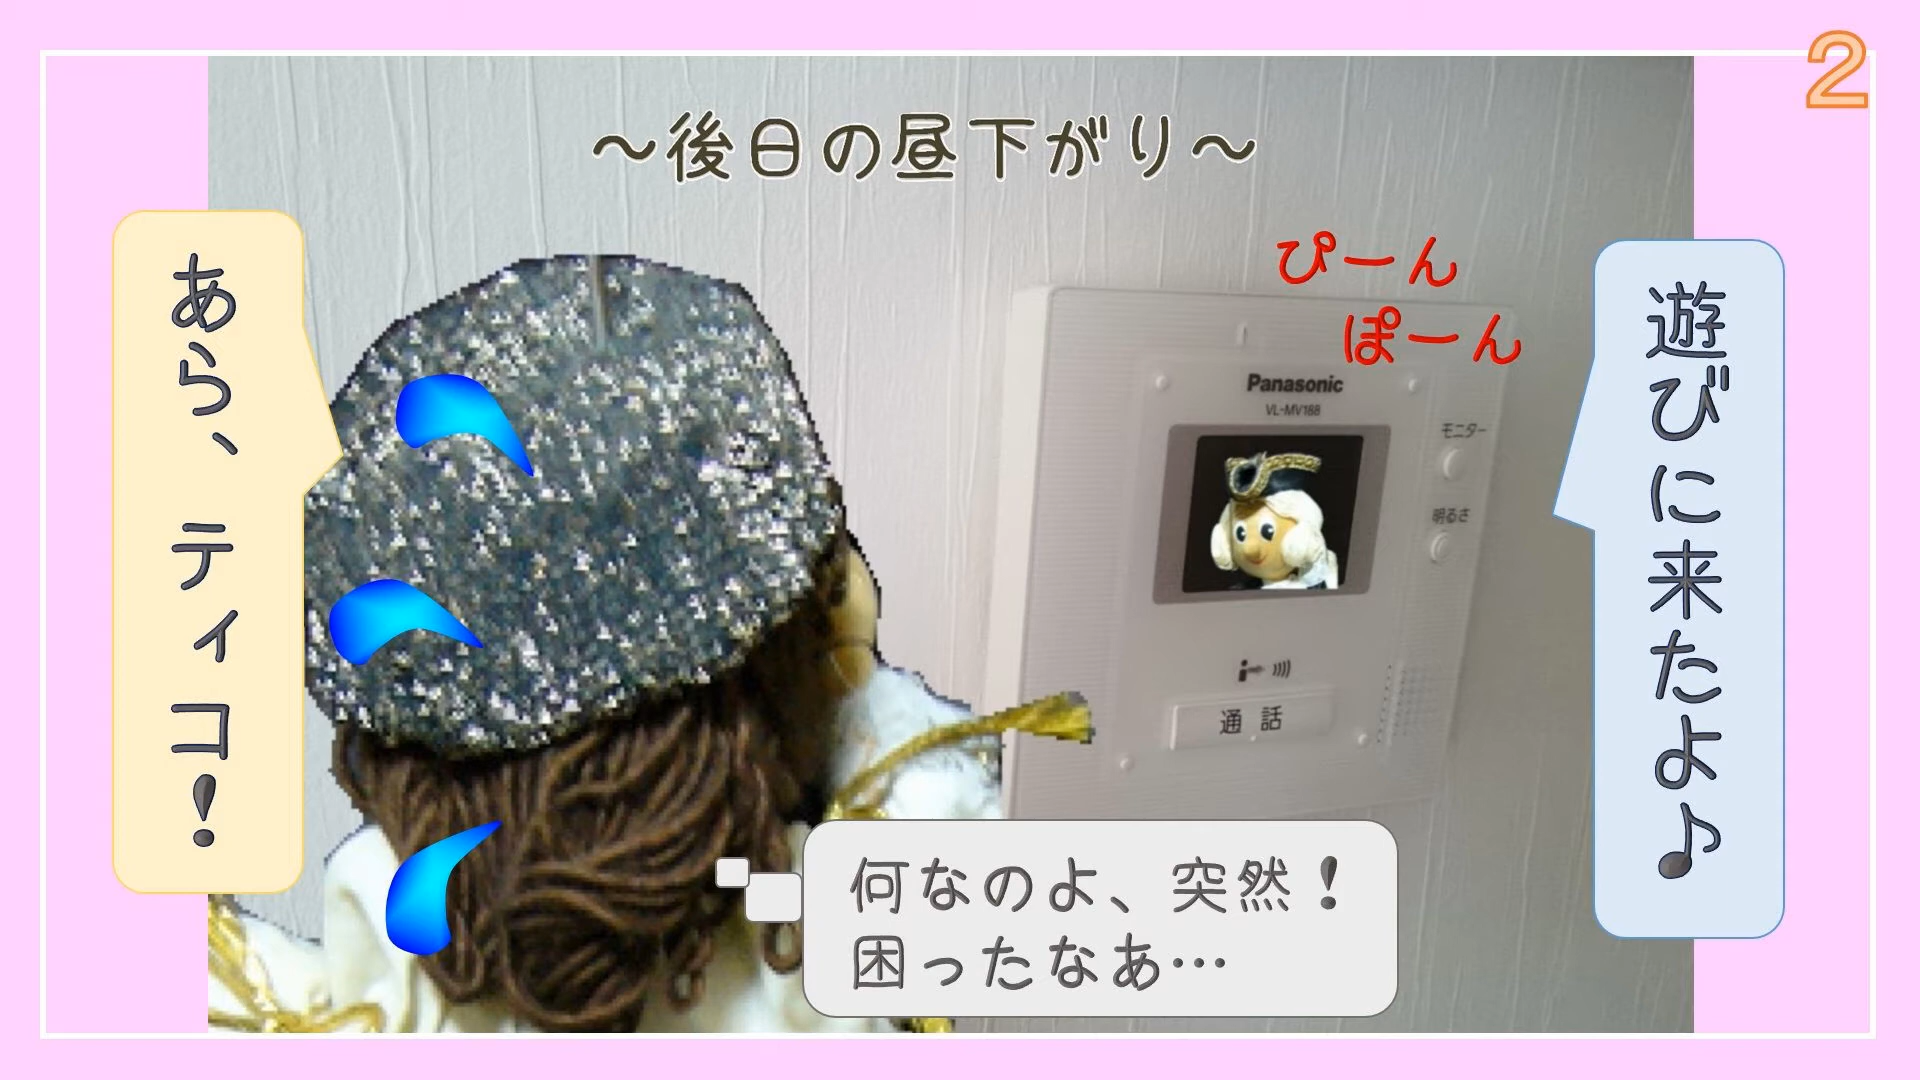 2
～後日の昼下がり～
ぴーん
ぽーん
遊びに来たよ♪
あら、ティコ！
Panasonic
VL-MV188
モニター
明るさ
通話
何なのよ、突然！
困ったなあ…